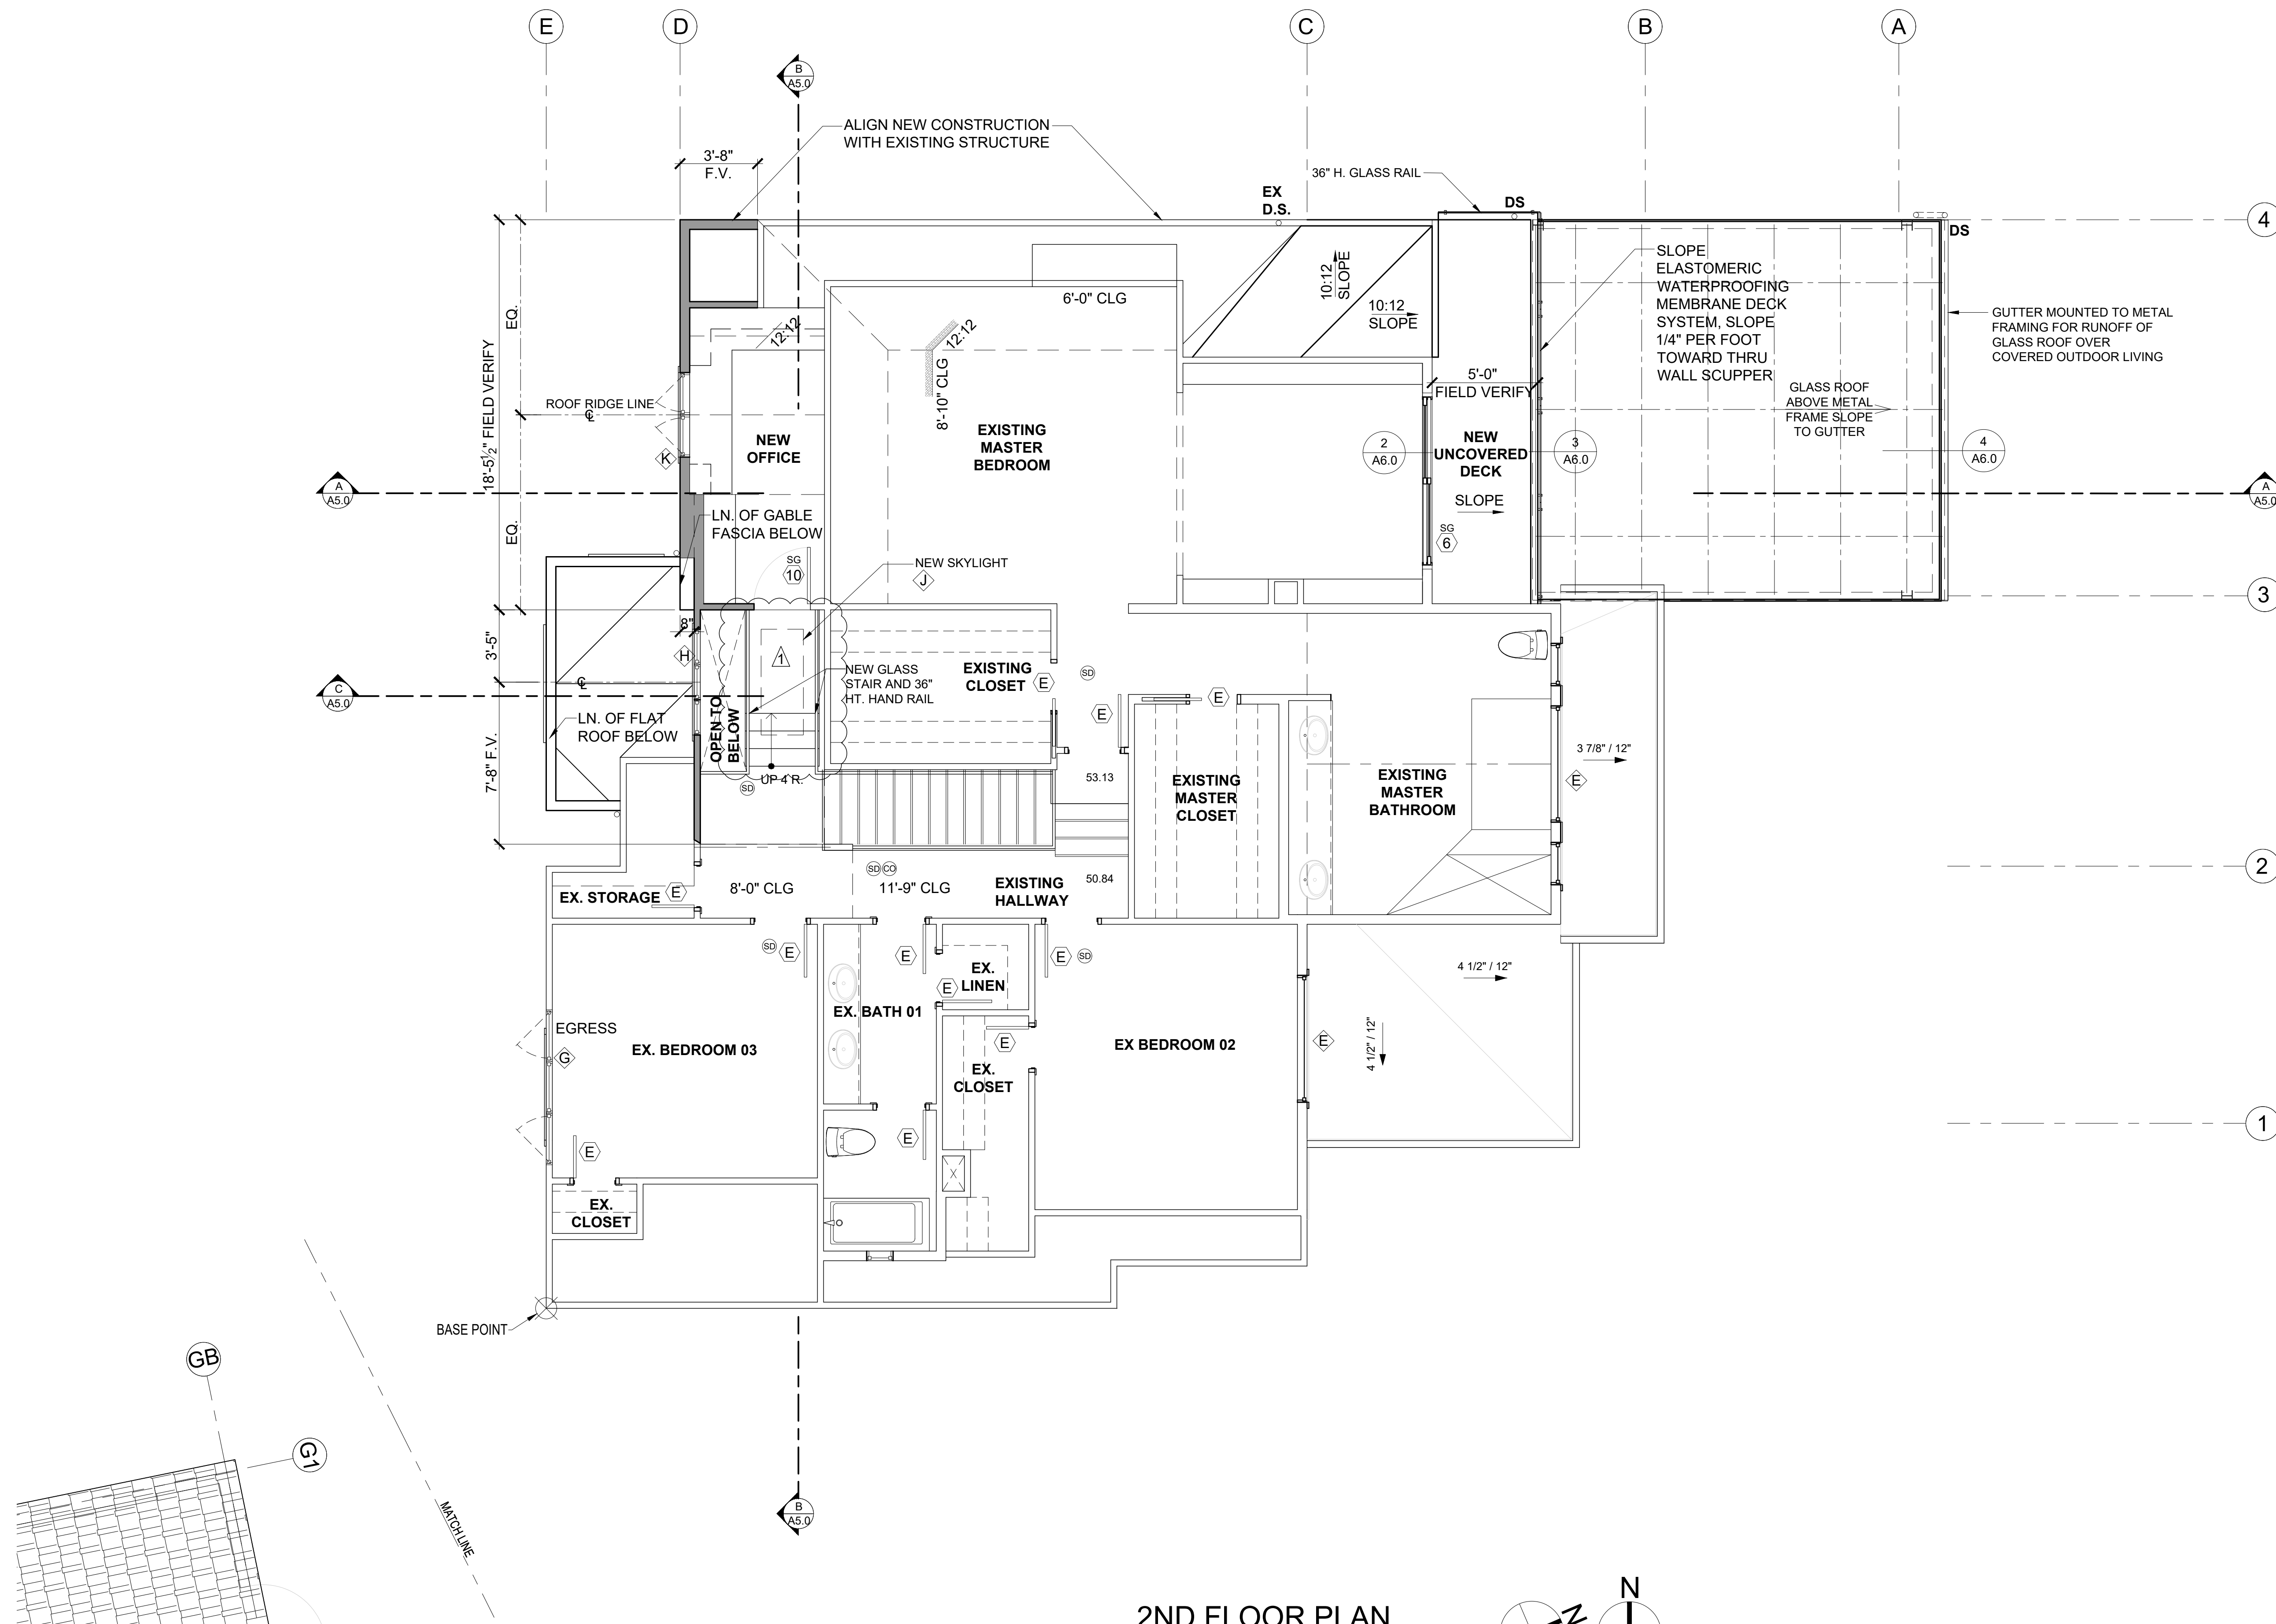 E
D
C
B
A
B
A5.0
ALIGN NEW CONSTRUCTION
WITH EXISTING STRUCTURE
3'-8"
F.V.
36" H. GLASS RAIL
EX
D.S.
DS
4
DS
SLOPE
ELASTOMERIC
WATERPROOFING
MEMBRANE DECK
SYSTEM, SLOPE
1/4" PER FOOT
TOWARD THRU
WALL SCUPPER
GUTTER MOUNTED TO METAL
FRAMING FOR RUNOFF OF
GLASS ROOF OVER
COVERED OUTDOOR LIVING
GLASS ROOF
ABOVE METAL
FRAME SLOPE
TO GUTTER
10:12
SLOPE
10:12
SLOPE
6'-0" CLG
12:12
12:12
8'-10" CLG
EQ.
18'-5½" FIELD VERIFY
EQ.
ROOF RIDGE LINE
℄
K
NEW
OFFICE
EXISTING
MASTER
BEDROOM
5'-0"
FIELD VERIFY
NEW
UNCOVERED
DECK
SLOPE
2
A6.0
3
A6.0
4
A6.0
A
A5.0
A
A5.0
SG
6
LN. OF GABLE
FASCIA BELOW
SG
10
NEW SKYLIGHT
J
3
8"
3'-5"
H
1
℄
C
A5.0
NEW GLASS
STAIR AND 36"
HT. HAND RAIL
EXISTING
CLOSET
E
SD
E
E
LN. OF FLAT
ROOF BELOW
OPEN TO
BELOW
7'-8" F.V.
UP 4 R.
SD
53.13
EXISTING
MASTER
CLOSET
EXISTING
MASTER
BATHROOM
E
3 7/8" / 12"
2
SD
CO
8'-0" CLG
11'-9" CLG
EXISTING
HALLWAY
50.84
EX. STORAGE
E
SD
E
E
E
SD
EX.
LINEN
E
4 1/2" / 12"
4 1/2" / 12"
EGRESS
G
EX. BEDROOM 03
EX. BATH 01
E
EX.
CLOSET
EX BEDROOM 02
E
1
E
E
EX.
CLOSET
BASE POINT
GB
G1
MATCH LINE
B
A5.0
2ND FLOOR PLAN
N
N